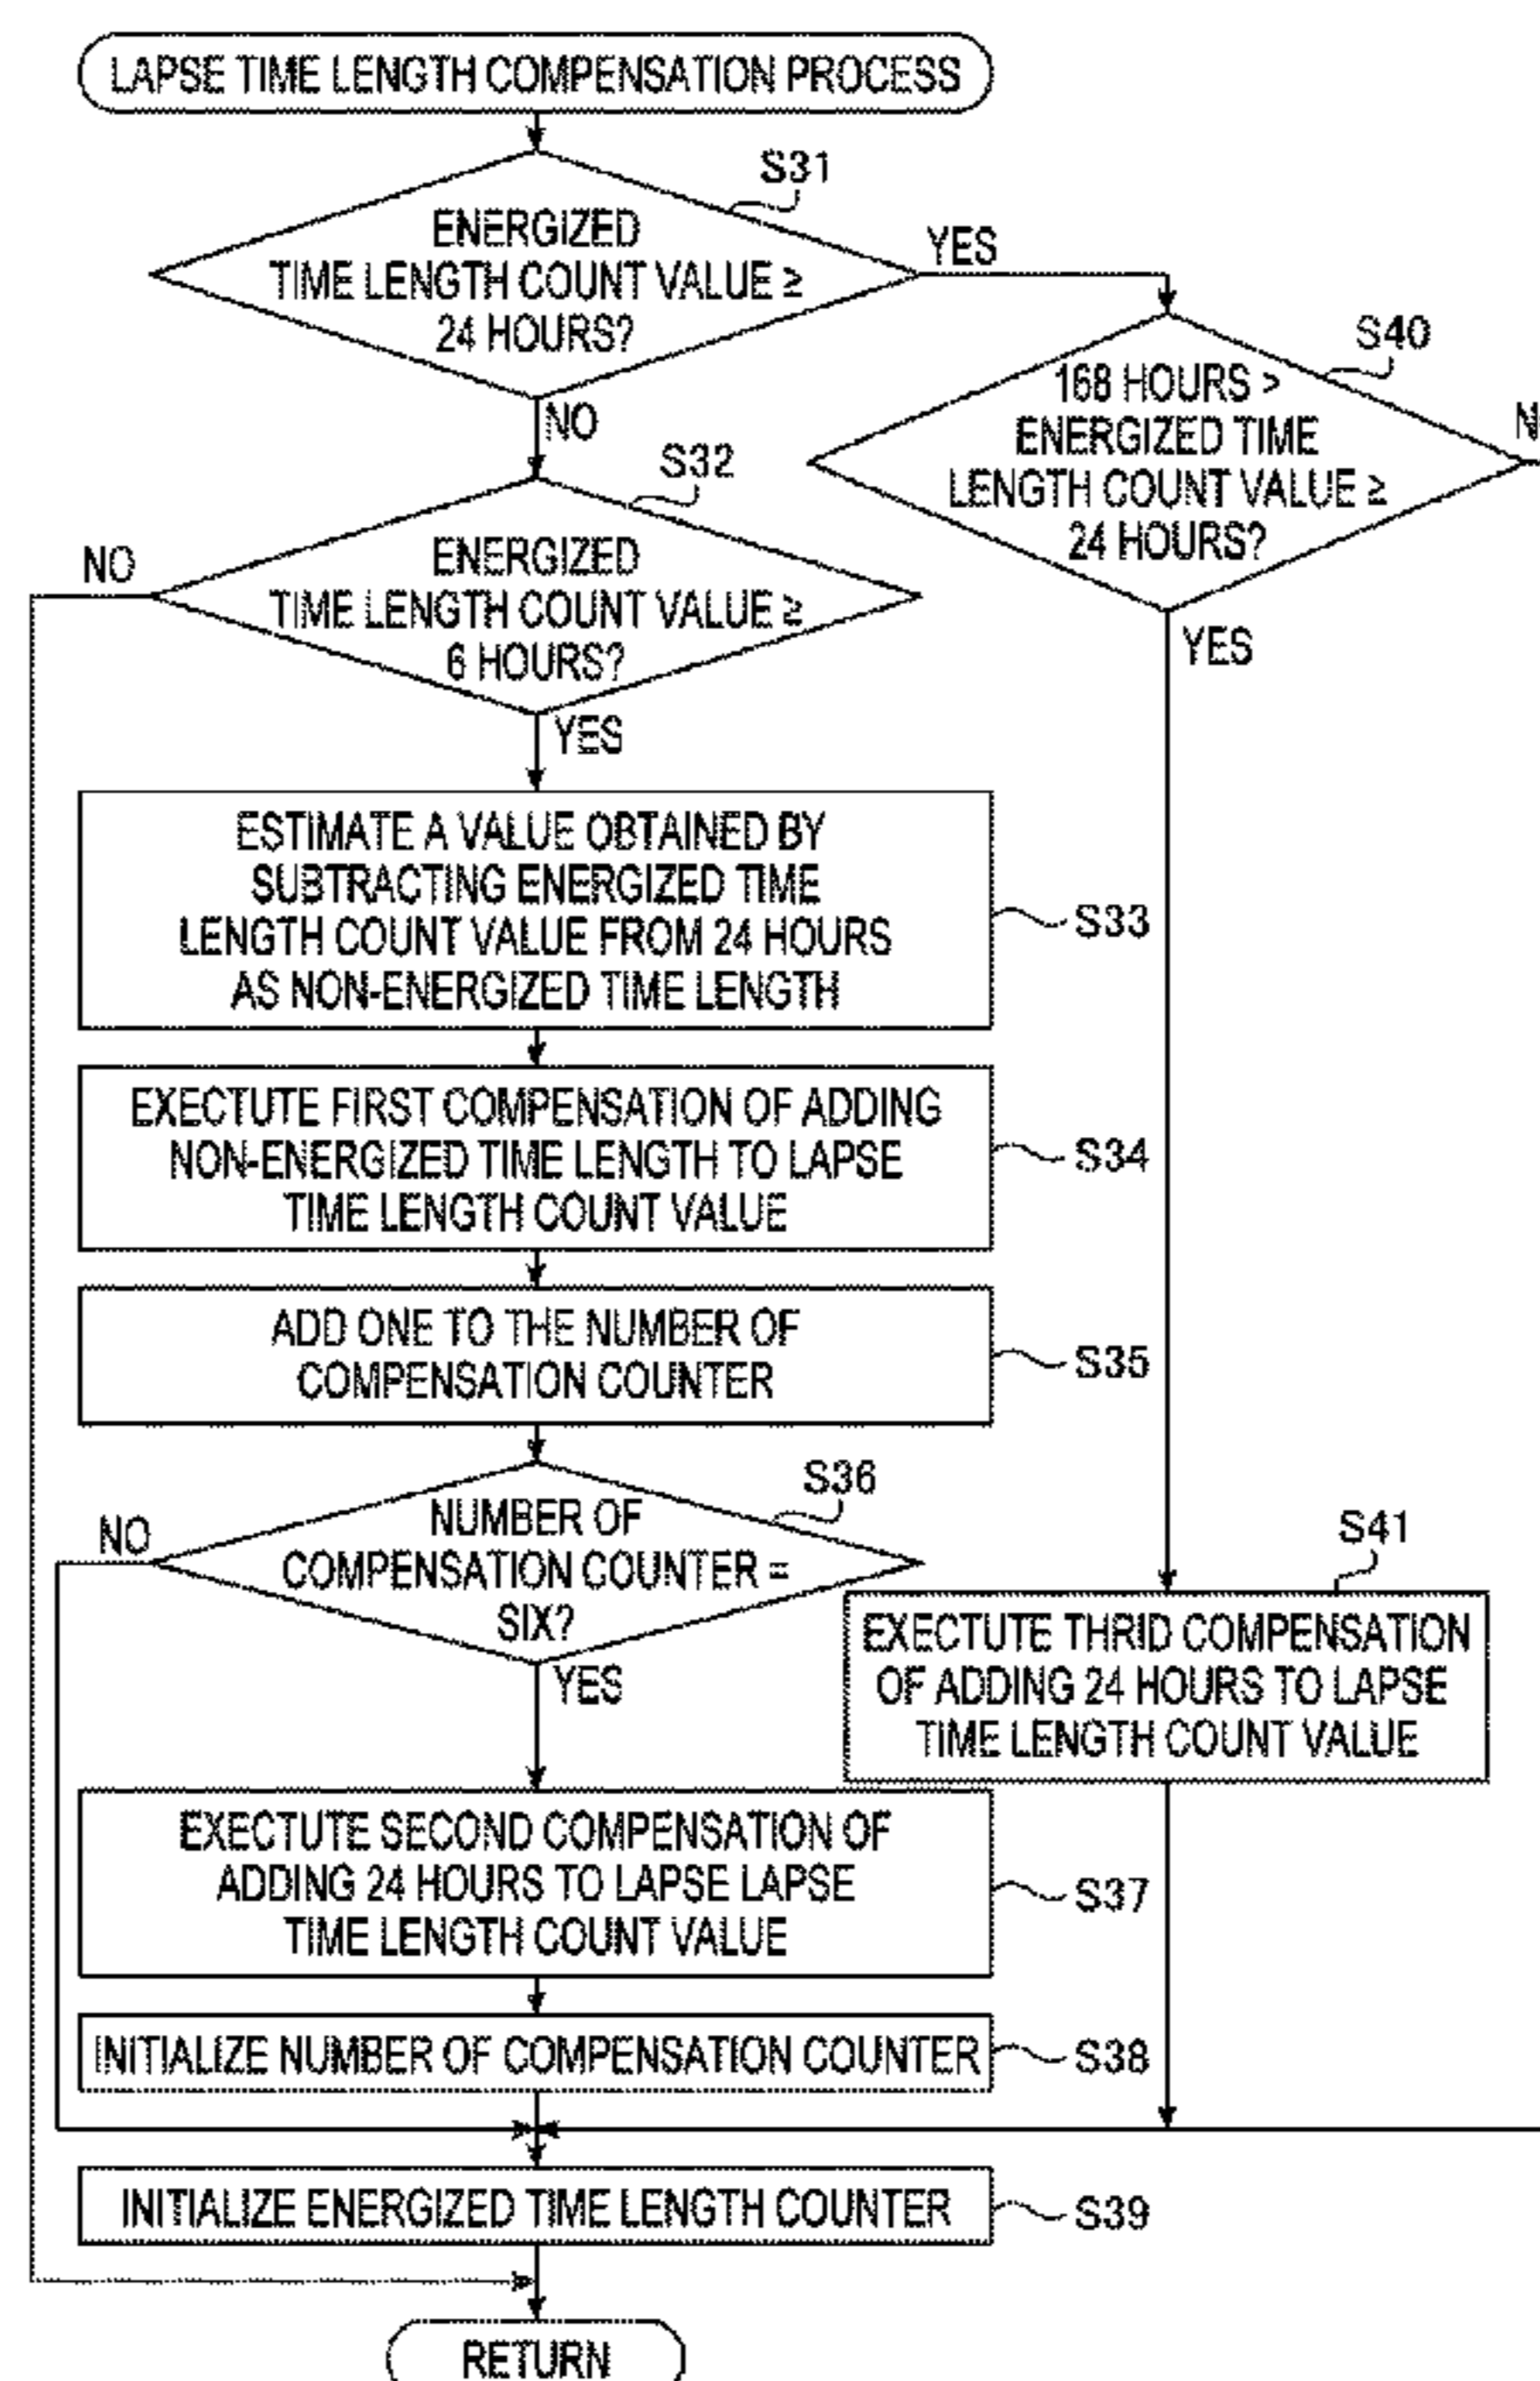 LAPSE TIME LENGTH COMPENSATION PROCESS
S31
ENERGIZED
TIME LENGTH COUNT VALUE ≥
24 HOURS?
YES
NO
S40
168 HOURS >
ENERGIZED TIME
LENGTH COUNT VALUE ≥
24 HOURS?
N
YES
S32
ENERGIZED
TIME LENGTH COUNT VALUE ≥
6 HOURS?
NO
YES
ESTIMATE A VALUE OBTAINED BY
SUBTRACTING ENERGIZED TIME
LENGTH COUNT VALUE FROM 24 HOURS
AS NON-ENERGIZED TIME LENGTH
S33
EXECTUTE FIRST COMPENSATION OF ADDING
NON-ENERGIZED TIME LENGTH TO LAPSE
TIME LENGTH COUNT VALUE
S34
ADD ONE TO THE NUMBER OF
COMPENSATION COUNTER
S35
S36
NUMBER OF
COMPENSATION COUNTER =
SIX?
NO
YES
S41
EXECTUTE THRID COMPENSATION
OF ADDING 24 HOURS TO LAPSE
TIME LENGTH COUNT VALUE
EXECTUTE SECOND COMPENSATION OF
ADDING 24 HOURS TO LAPSE LAPSE
TIME LENGTH COUNT VALUE
S37
INITIALIZE NUMBER OF COMPENSATION COUNTER
S38
INITIALIZE ENERGIZED TIME LENGTH COUNTER
S39
RETURN